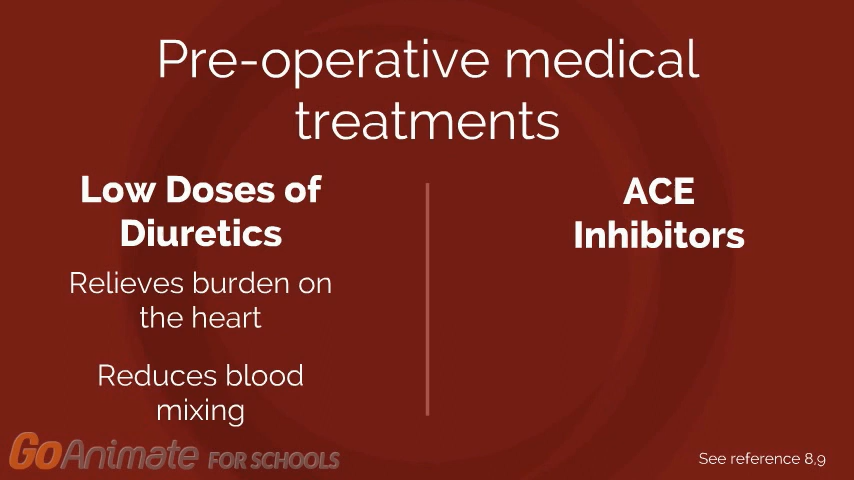 Pre-operative medical
treatments
Low Doses of
Diuretics
Relieves burden on
the heart
Reduces blood
mixing
ACE
Inhibitors
GoAnimate FOR SCHOOLS
See reference 8,9